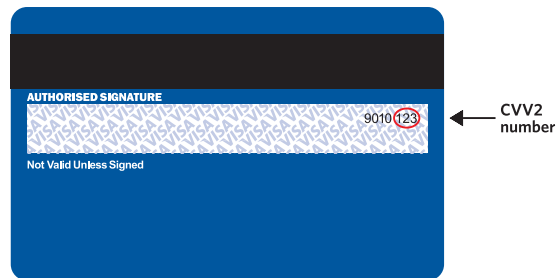 AUTHORISED SIGNATURE
9010 123
CVV2
number
Not Valid Unless Signed